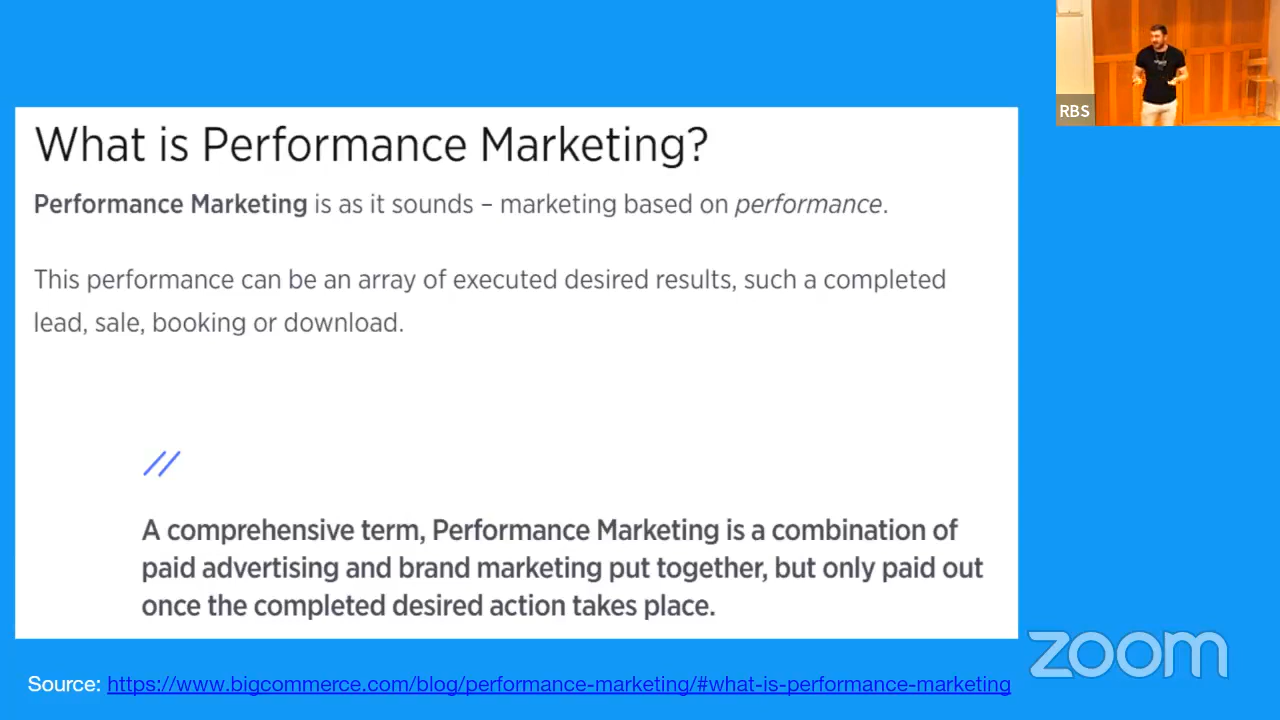 What is Performance Marketing?
Performance Marketing is as it sounds – marketing based on performance.
This performance can be an array of executed desired results, such a completed
lead, sale, booking or download.
A comprehensive term, Performance Marketing is a combination of
paid advertising and brand marketing put together, but only paid out
once the completed desired action takes place.
Source: https://www.bigcommerce.com/blog/performance-marketing/#what-is-performance-marketing
RBS
zoom